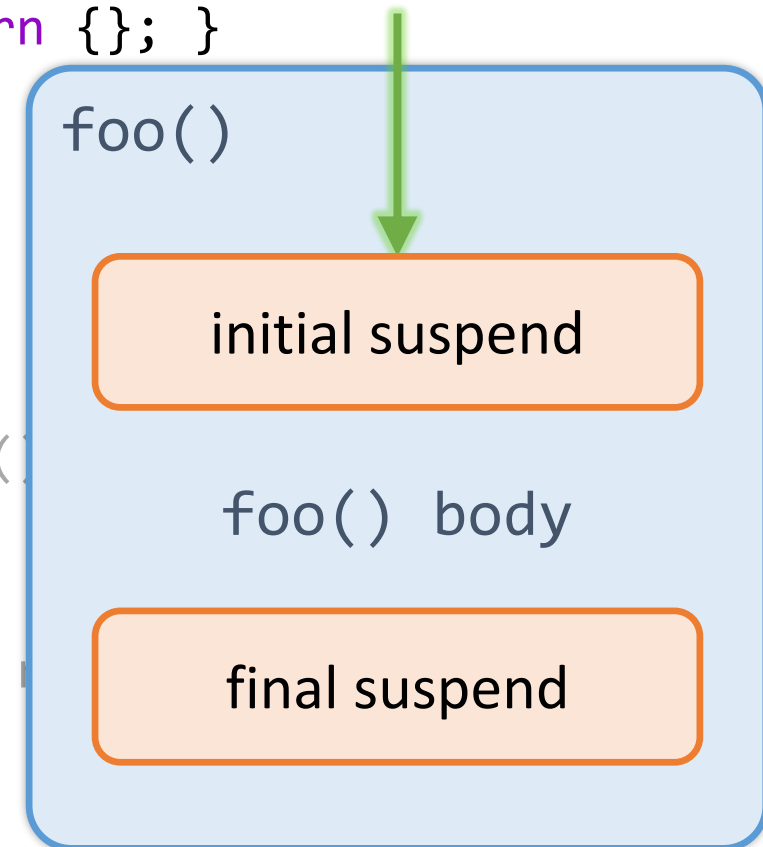 rn {}; }
foo()
initial suspend
()
foo() body
final suspend